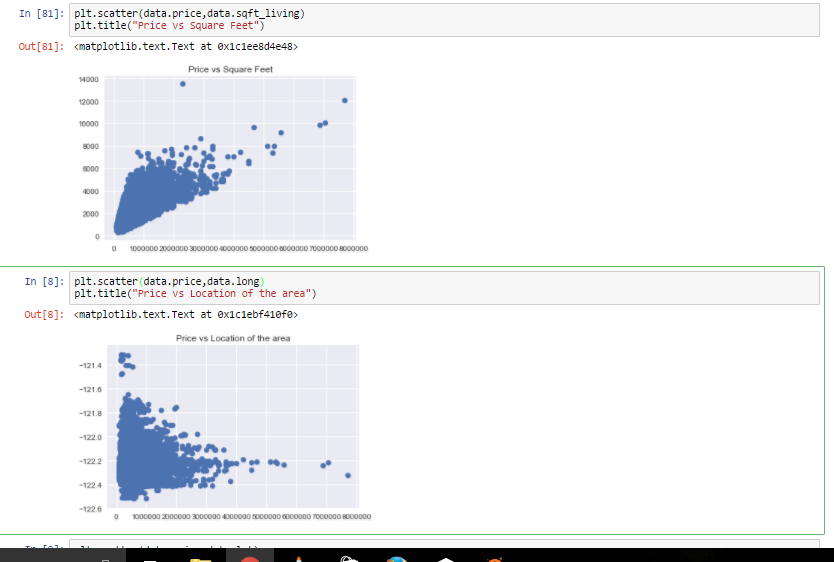 In [81]: plt.scatter(data.price,data.sqft_living)
plt.title("Price vs Square Feet")
Out[81]: <matplotlib.text.Text at 0x1c1ee8d4e48>
Price vs Square Feet
14000
12000
10000
8000
6000
4000
2000
0
0 1000000 2000000 3000000 4000000 5000000 6000000 7000000 8000000
In [8]: plt.scatter(data.price,data.long)
plt.title("Price vs Location of the area")
Out[8]: <matplotlib.text.Text at 0x1c1ebf410f0>
Price vs Location of the area
−121.4
−121.6
−121.8
−122.0
−122.2
−122.4
−122.6
0 1000000 2000000 3000000 4000000 5000000 6000000 7000000 8000000